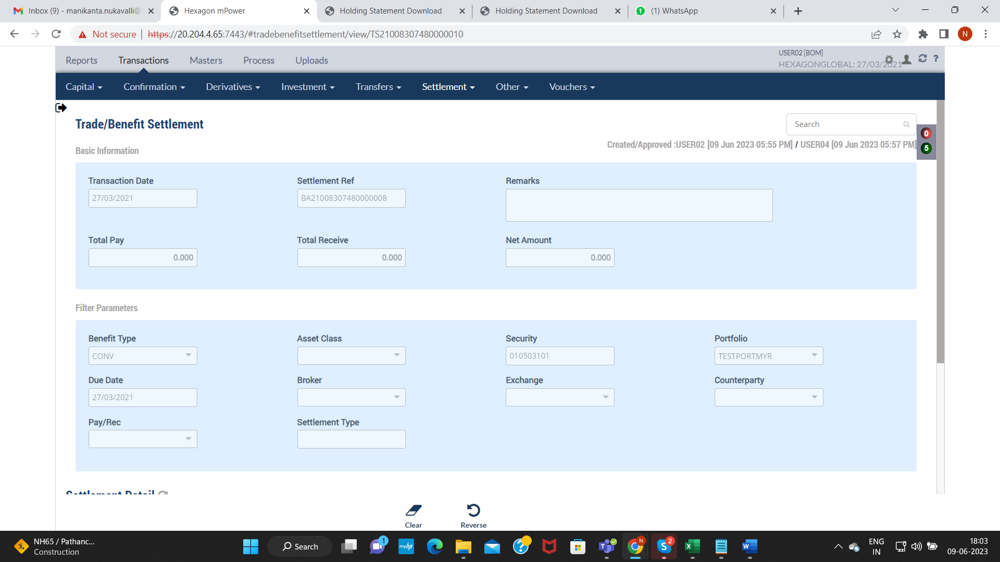 Inbox (9) - manikanta.nukavalli@
Hexagon mPower
Holding Statement Download
Holding Statement Download
1 (1) WhatsApp
Not secure | https://20.204.4.65:7443/#tradebenefitsettlement/view/TS21008307480000010
N
Reports Transactions Masters Process Uploads
USER02 [BOM]
HEXAGONGLOBAL: 27/03/2021
?
Capital Confirmation Derivatives Investment Transfers Settlement Other Vouchers
Trade/Benefit Settlement
Search
0
5
Created/Approved :USER02 [09 Jun 2023 05:55 PM] / USER04 [09 Jun 2023 05:57 PM]
Basic Information
Transaction Date Settlement Ref Remarks
27/03/2021 BA21008307480000008
Total Pay Total Receive Net Amount
0.000 0.000 0.000
Filter Parameters
Benefit Type Asset Class Security Portfolio
CONV 010503101 TESTPORTMYR
Due Date Broker Exchange Counterparty
27/03/2021
Pay/Rec Settlement Type
Settlement Detail
Clear Reverse
NH65 / Pathanc...
Construction
Search
1
myhp
?
T
N
S
2
X
W
ENG
IN
18:03
09-06-2023